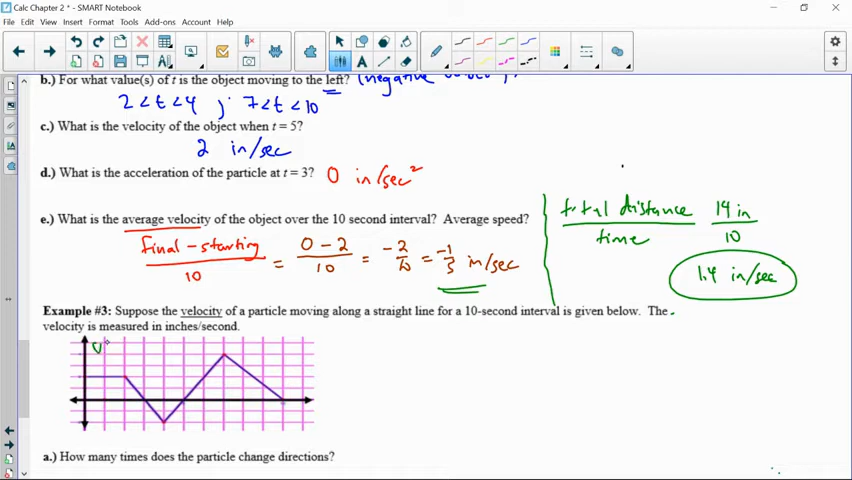 Calc Chapter 2 * - SMART Notebook
File Edit View Insert Format Tools Add-ons Account Help
b.) For what value(s) of t is the object moving to the left? (negative
2 < t < 4 ; 7 < t < 10
c.) What is the velocity of the object when t = 5?
2 in/sec
d.) What is the acceleration of the particle at t = 3? 0 in/sec²
e.) What is the average velocity of the object over the 10 second interval? Average speed?
final - starting / 10 = 0 - 2 / 10 = -2 / 10 = -1 / 5 in/sec
total distance / time 14 in / 10
1.4 in/sec
Example #3: Suppose the velocity of a particle moving along a straight line for a 10-second interval is given below. The
velocity is measured in inches/second.
V
a.) How many times does the particle change directions?